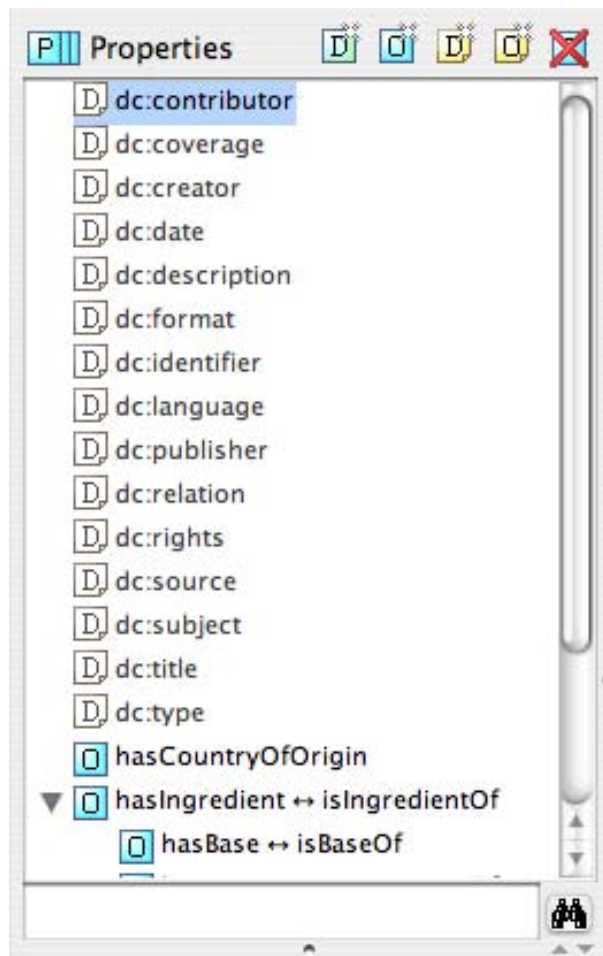 P Properties D O D O
D dc:contributor
D dc:coverage
D dc:creator
D dc:date
D dc:description
D dc:format
D dc:identifier
D dc:language
D dc:publisher
D dc:relation
D dc:rights
D dc:source
D dc:subject
D dc:title
D dc:type
O hasCountryOfOrigin
O hasIngredient ↔ isIngredientOf
O hasBase ↔ isBaseOf